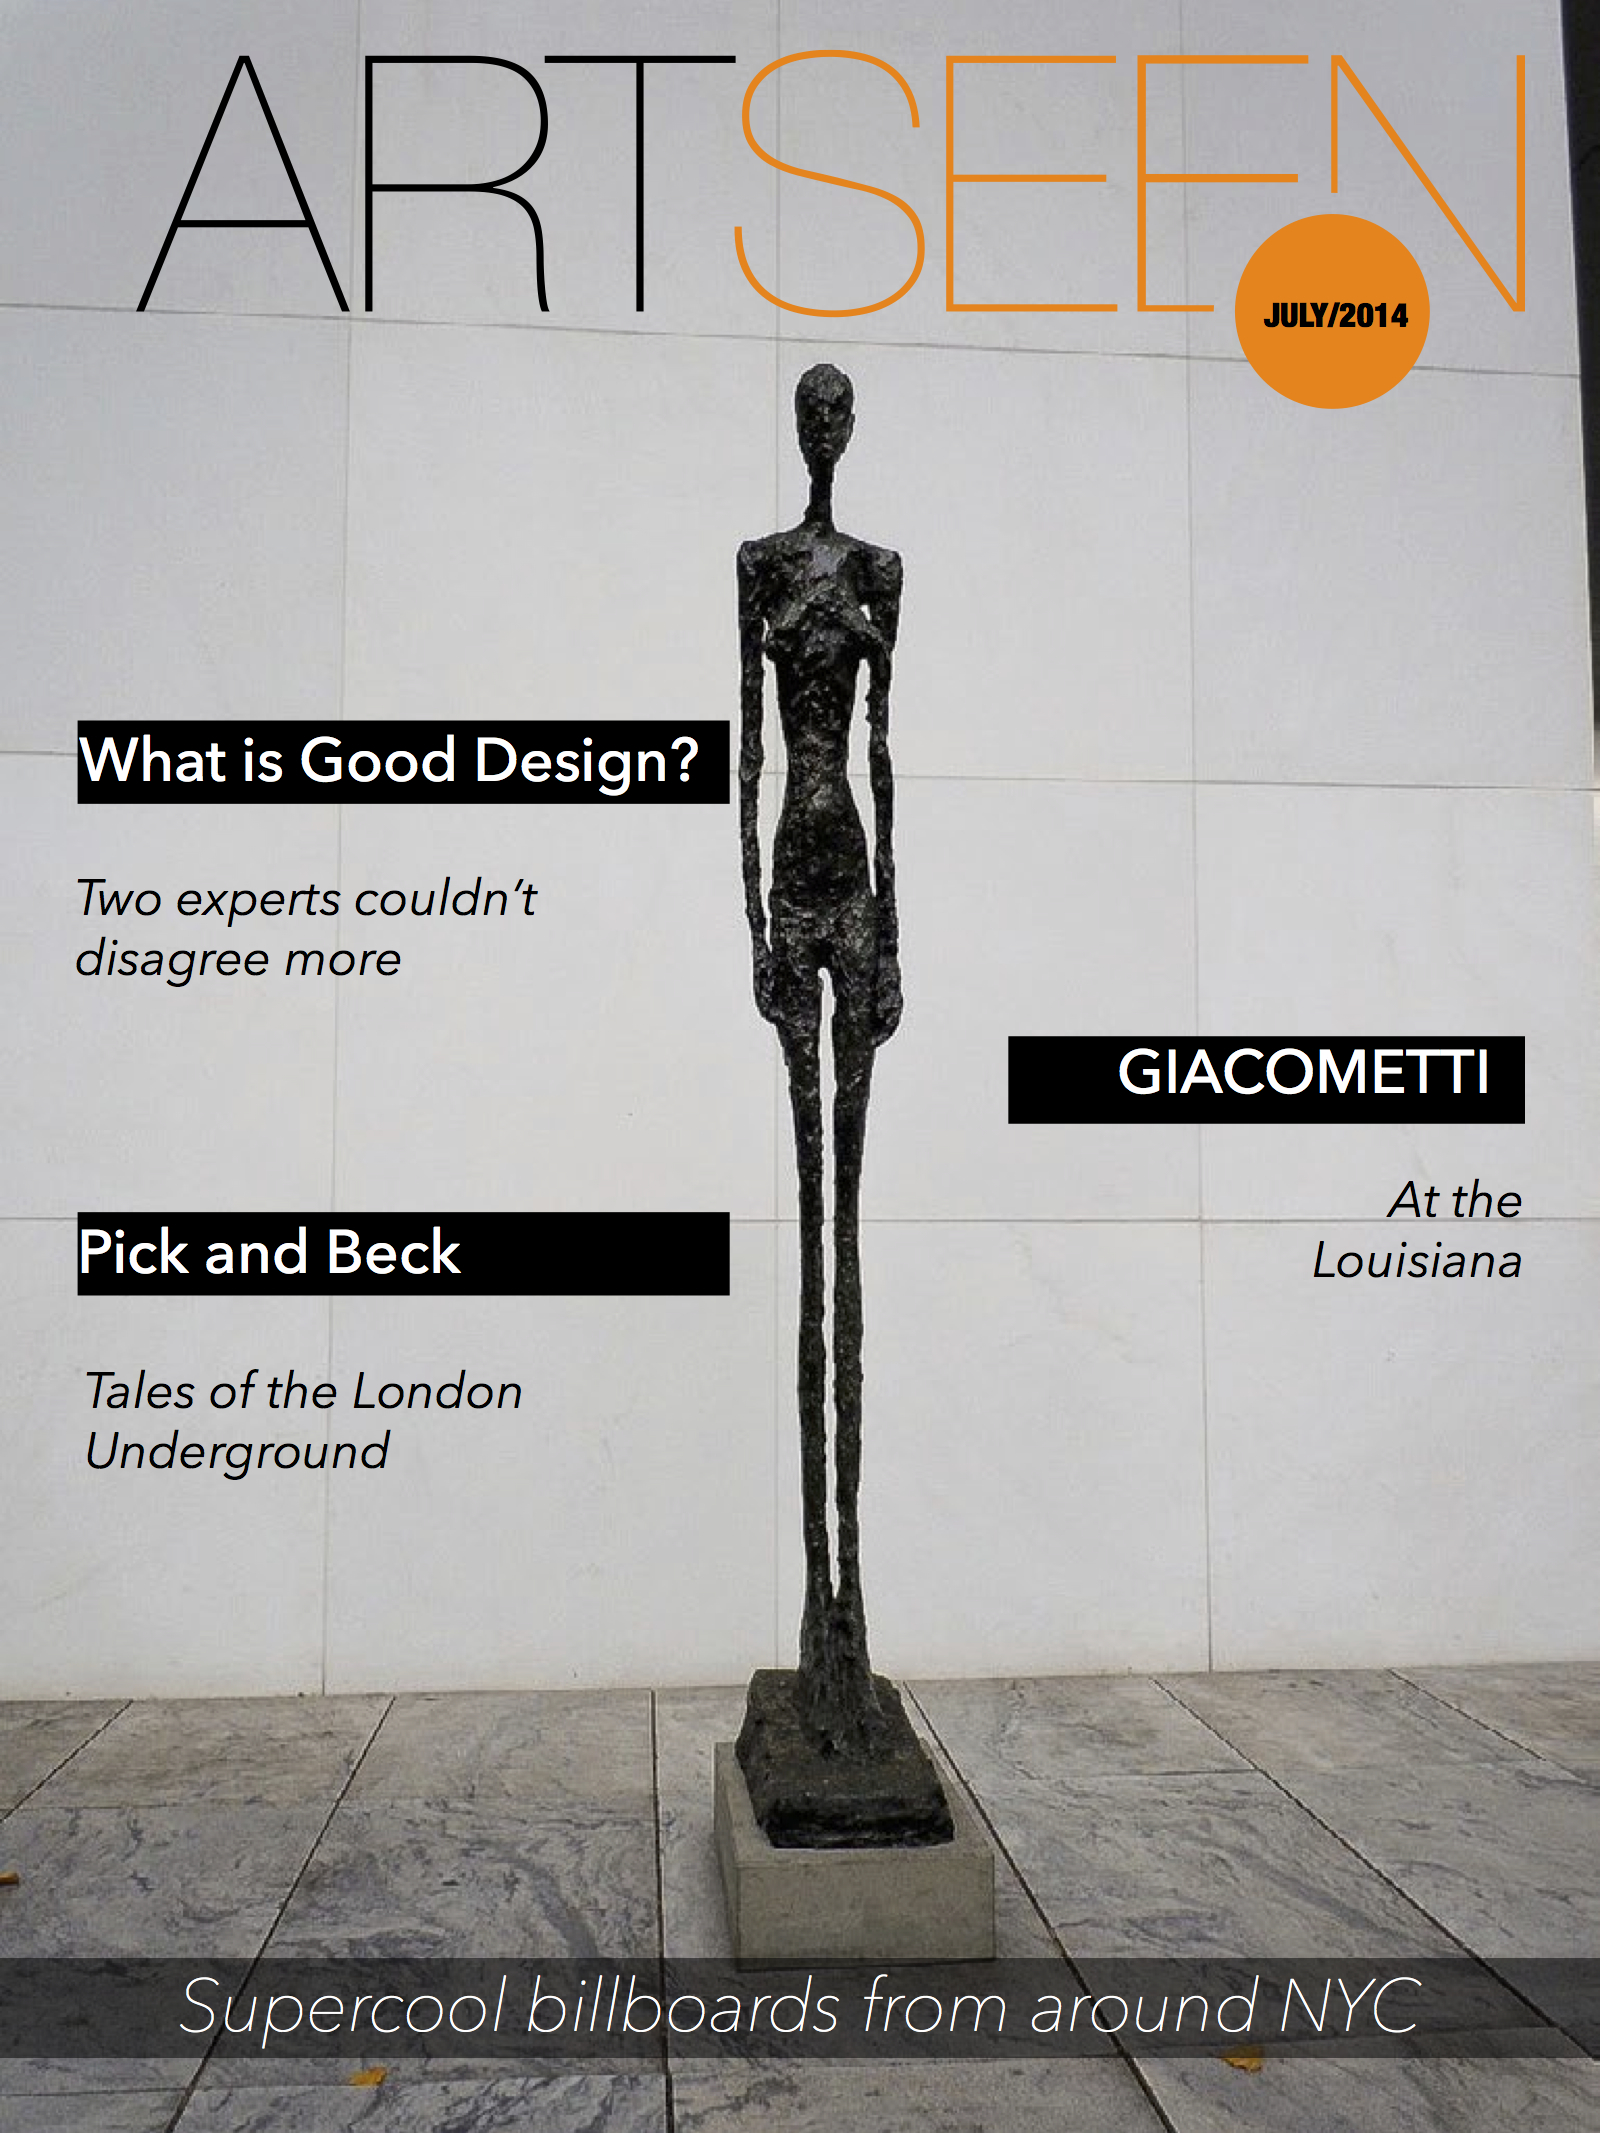 ARTSEEN
JULY/2014
What is Good Design?
Two experts couldn’t
disagree more
GIACOMETTI
At the
Louisiana
Pick and Beck
Tales of the London
Underground
Supercool billboards from around NYC